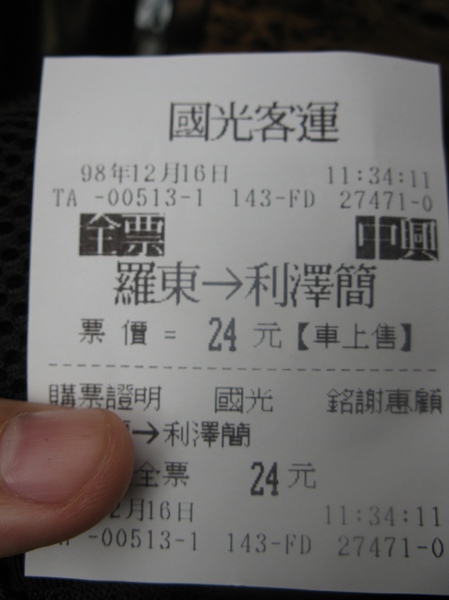 國光客運
98年12月16日 11:34:11
TA -00513-1 143-FD 27471-0
全票 中興
羅東→利澤簡
票價 = 24 元【車上售】
購票證明 國光 銘謝惠顧
→利澤簡
全票 24 元
2月16日 11:34:11
-00513-1 143-FD 27471-0